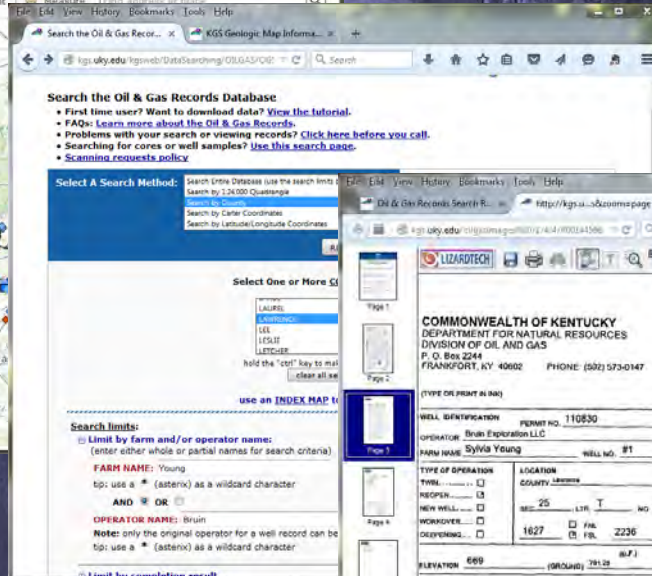 File Edit View History Bookmarks Tools Help
Search the Oil & Gas Recor... × KGS Geologic Map Informa... × +
kgs.uky.edu/kgsweb/DataSearching/OILGAS/OGS Search
Search the Oil & Gas Records Database
• First time user? Want to download data? View the tutorial.
• FAQs: Learn more about the Oil & Gas Records.
• Problems with your search or viewing records? Click here before you call.
• Searching for cores or well samples? Use this search page.
• Scanning requests policy
Select A Search Method:
Search Entire Database (use the search limits
Search by 1:24000 Quadrangle
Search by County
Search by Carter Coordinates
Search by Latitude/Longitude Coordinates
Select One or More
LAUREL
LAWRENCE
LEE
LESLIE
LETCHER
hold the "ctrl" key to
clear all
use an INDEX MAP
Search limits:
Limit by farm and/or operator name:
(enter either whole or partial names for search criteria)
FARM NAME: Young
tip: use a * (asterix) as a wildcard character
AND OR
OPERATOR NAME: Bruin
Note: only the original operator for a well record can be
tip: use a * (asterix) as a wildcard character
Limit by completion result
File Edit View History Bookmarks Tools Help
Oil & Gas Records Search R... http://kgs.u...s&zoom=page
LIZARDTECH
Page 1
Page 2
Page 3
Page 4
COMMONWEALTH OF KENTUCKY
DEPARTMENT FOR NATURAL RESOURCES
DIVISION OF OIL AND GAS
P. O. Box 2244
FRANKFORT, KY 40602 PHONE: (502) 573-0147
(TYPE OR PRINT IN INK)
WELL IDENTIFICATION PERMIT NO. 110830
OPERATOR Bruin Exploration LLC
FARM NAME Sylvia Young WELL NO. #1
TYPE OF OPERATION LOCATION
TWIN COUNTY Lawrence
REOPEN
NEW WELL SEC. 25 LTR. T NO
WORKOVER
DEEPENING 1627 FNL FSL 2236
ELEVATION 669 (GROUND)